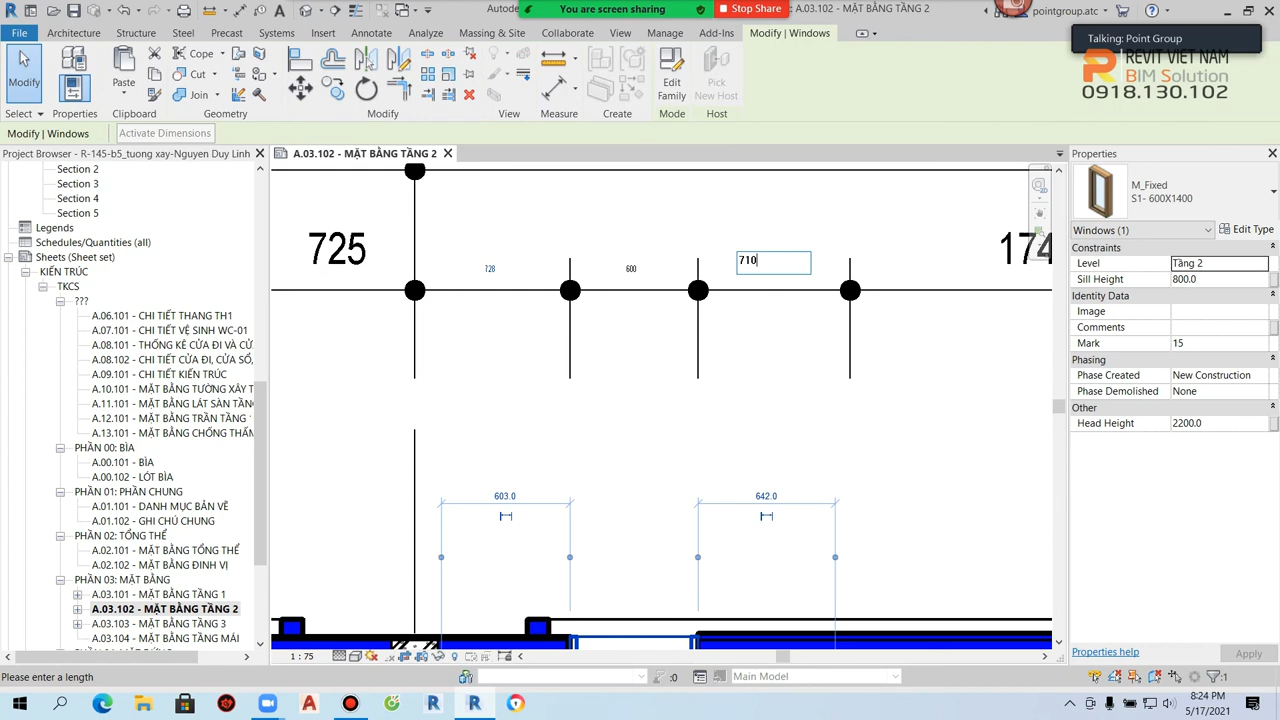 You are screen sharing
Stop Share
Autode
: A.03.102 - MẶT BẰNG TẦNG 2
pointgroup.atc
File
Architecture
Structure
Steel
Precast
Systems
Insert
Annotate
Analyze
Massing & Site
Collaborate
View
Manage
Add-Ins
Modify | Windows
Talking: Point Group
REVIT VIET NAM
BIM Solution
0918.130.102
Modify
Properties
Paste
Cope
Cut
Join
Edit
Family
Pick
New Host
Select
Properties
Clipboard
Geometry
Modify
View
Measure
Create
Mode
Host
Modify | Windows
Activate Dimensions
Project Browser - R-145-b5_tuong xay-Nguyen Duy Linh
A.03.102 - MẶT BẰNG TẦNG 2
Section 2
Section 3
Section 4
Section 5
Legends
Schedules/Quantities (all)
Sheets (Sheet set)
KIẾN TRÚC
TKCS
???
A.06.101 - CHI TIẾT THANG TH1
A.07.101 - CHI TIẾT VỆ SINH WC-01
A.08.101 - THỐNG KÊ CỬA ĐI VÀ CỬ
A.08.102 - CHI TIẾT CỬA ĐI, CỬA SỔ,
A.09.101 - CHI TIẾT KIẾN TRÚC
A.10.101 - MẶT BẰNG TƯỜNG XÂY T
A.11.101 - MẶT BẰNG LÁT SÀN TẦNG
A.12.101 - MẶT BẰNG TRẦN TẦNG
A.13.101 - MẶT BẰNG CHỐNG THẤM
PHẦN 00: BÌA
A.00.101 - BÌA
A.00.102 - LÓT BÌA
PHẦN 01: PHẦN CHUNG
A.01.101 - DANH MỤC BẢN VẼ
A.01.102 - GHI CHÚ CHUNG
PHẦN 02: TỔNG THỂ
A.02.101 - MẶT BẰNG TỔNG THỂ
A.02.102 - MẶT BẰNG ĐỊNH VỊ
PHẦN 03: MẶT BẰNG
A.03.101 - MẶT BẰNG TẦNG 1
A.03.102 - MẶT BẰNG TẦNG 2
A.03.103 - MẶT BẰNG TẦNG 3
A.03.104 - MẶT BẰNG TẦNG MÁI
725
728
600
710
174
603.0
642.0
Properties
M_Fixed
S1- 600X1400
Windows (1)
Edit Type
Constraints
Level
Tầng 2
Sill Height
800.0
Identity Data
Image
Comments
Mark
15
Phasing
Phase Created
New Construction
Phase Demolished
None
Other
Head Height
2200.0
Properties help
Apply
1 : 75
Please enter a length
:0
Main Model
:1
8:24 PM
5/17/2021